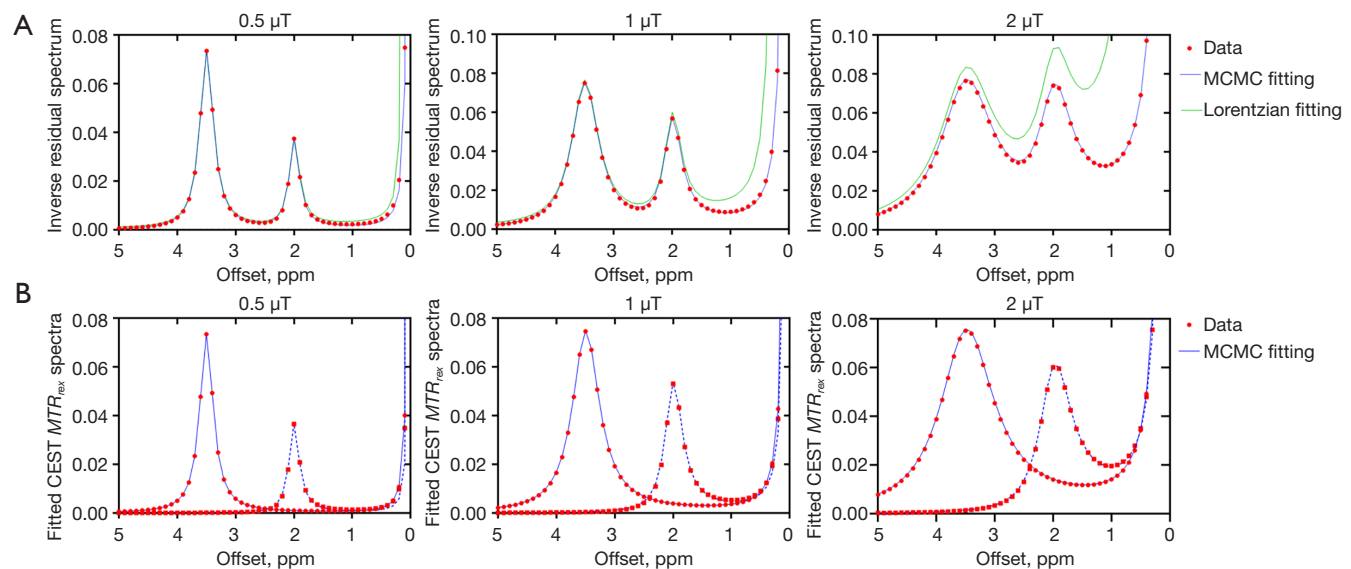 A
0.5 µT
1 µT
2 µT
Inverse residual spectrum
0.08
0.06
0.04
0.02
0.00
5
4
3
2
1
0
Offset, ppm
Inverse residual spectrum
0.10
0.08
0.06
0.04
0.02
0.00
5
4
3
2
1
0
Offset, ppm
Inverse residual spectrum
0.10
0.08
0.06
0.04
0.02
0.00
5
4
3
2
1
0
Offset, ppm
Data
MCMC fitting
Lorentzian fitting
B
0.5 µT
1 µT
2 µT
Fitted CEST MTRrex spectra
0.08
0.06
0.04
0.02
0.00
5
4
3
2
1
0
Offset, ppm
Fitted CEST MTRrex spectra
0.08
0.06
0.04
0.02
0.00
5
4
3
2
1
0
Offset, ppm
Fitted CEST MTRrex spectra
0.08
0.06
0.04
0.02
0.00
5
4
3
2
1
0
Offset, ppm
Data
MCMC fitting